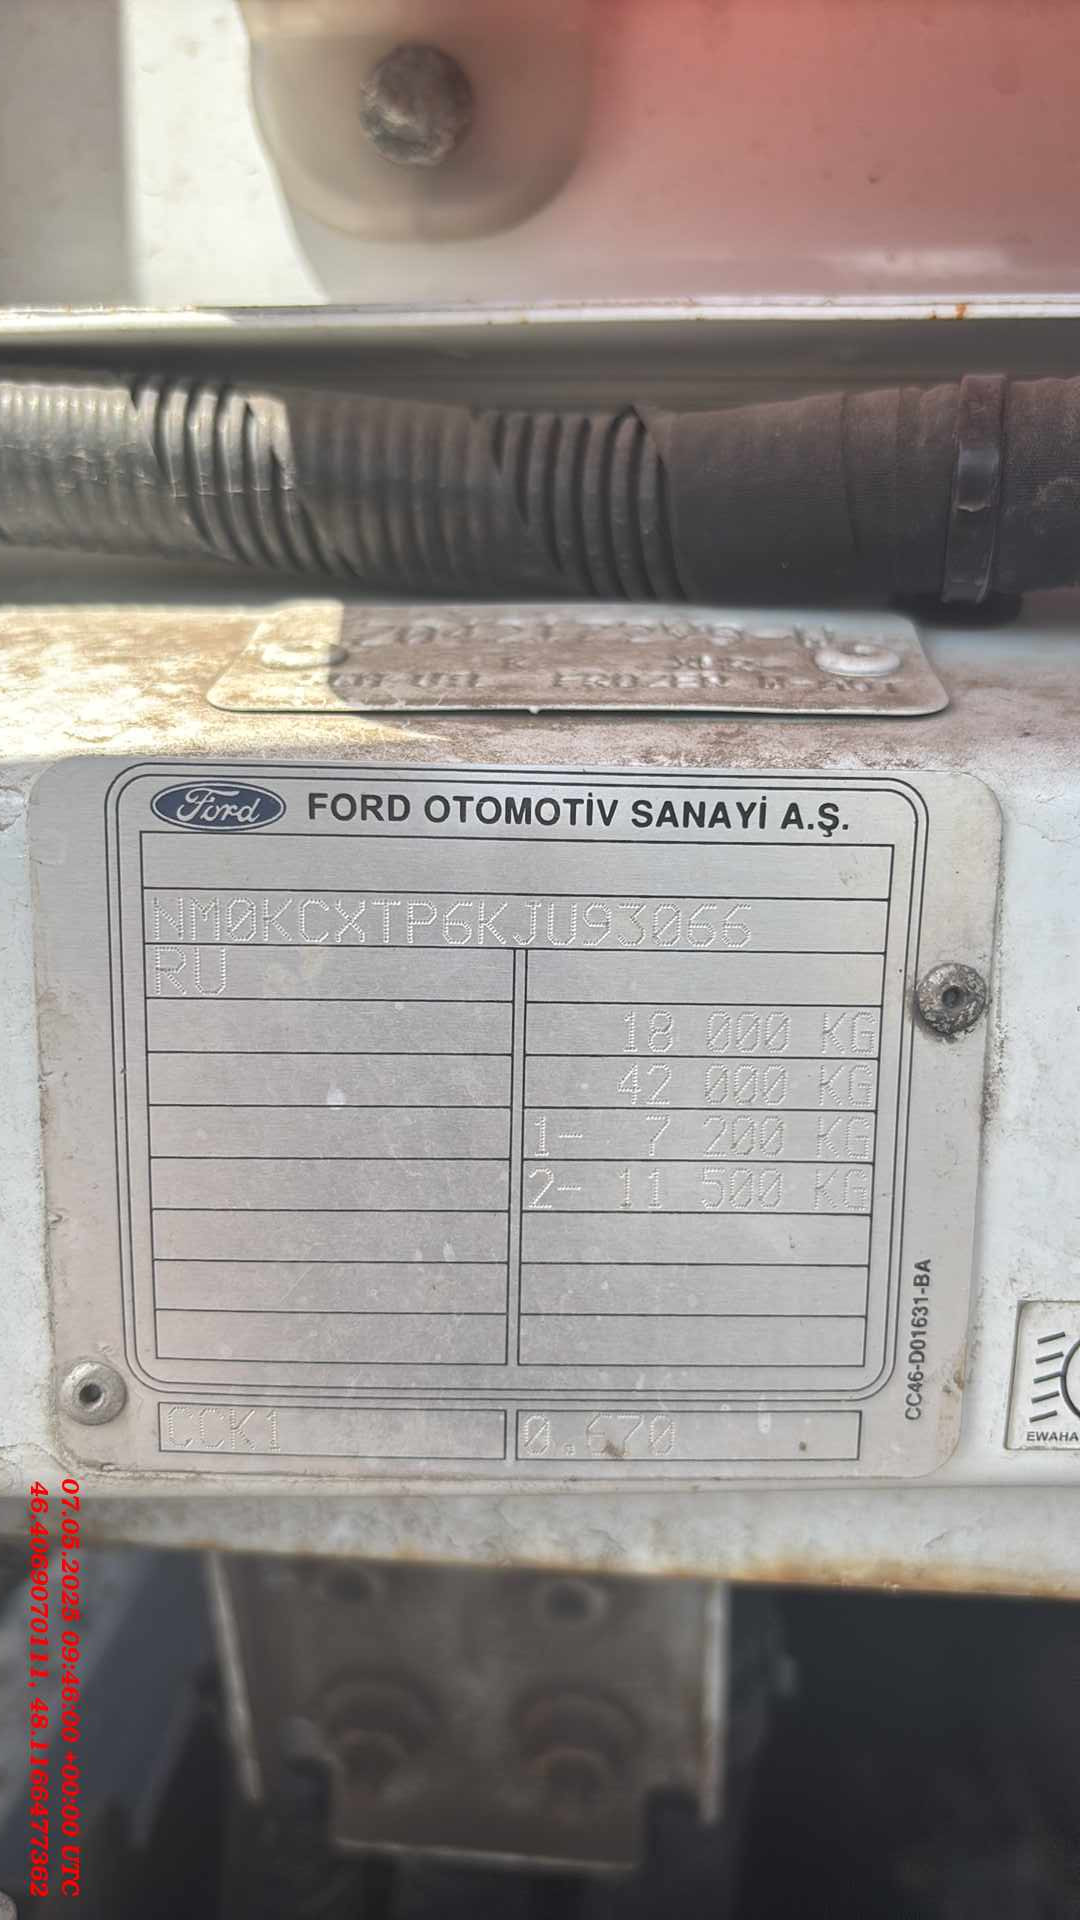 FROZEN W
Ford FORD OTOMOTİV SANAYİ A.Ş.
NM0KCXTP6KJU93066
RU
18 000 KG
42 000 KG
1- 7 200 KG
2- 11 500 KG
CC46-D01631-BA
CCK1 0.670
EWAHA
07.05.2025 09:46:00 +00:00 UTC
46.406907011, 48.1166477362